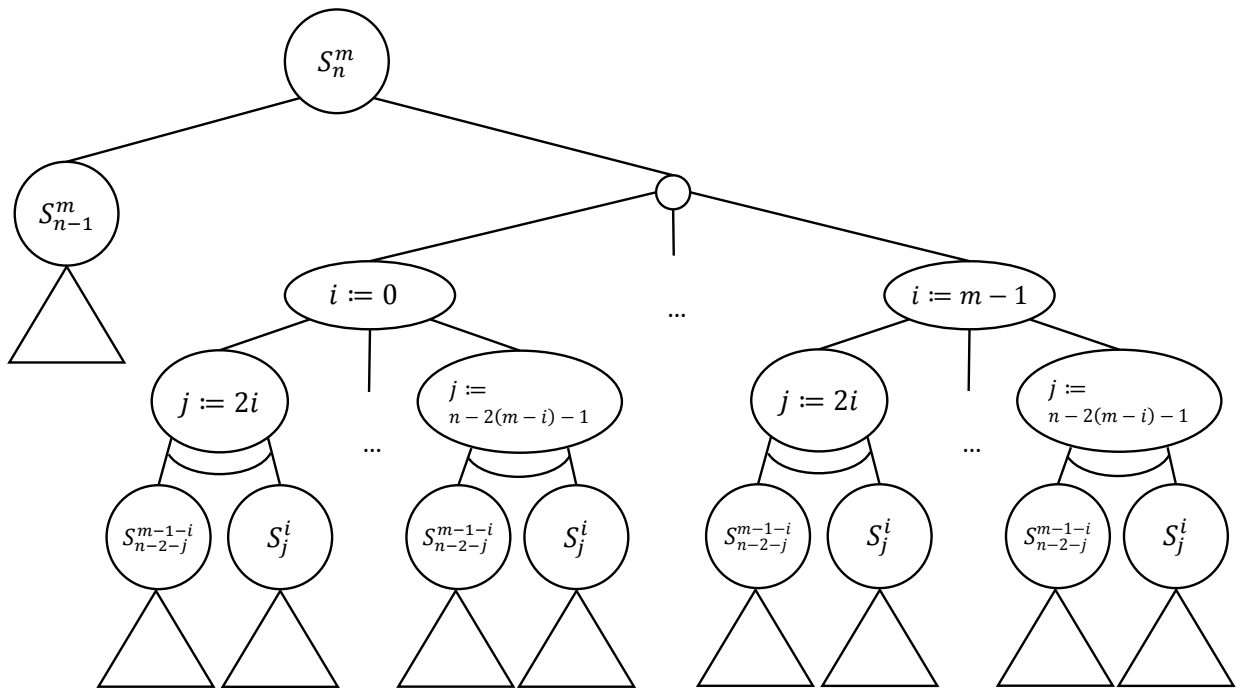 $S_n^m$
$S_{n-1}^m$
$i := 0$
...
$i := m - 1$
$j := 2i$
...
$j :=$
$n - 2(m - i) - 1$
$j := 2i$
...
$j :=$
$n - 2(m - i) - 1$
$S_{n-2-j}^{m-1-i}$
$S_j^i$
$S_{n-2-j}^{m-1-i}$
$S_j^i$
$S_{n-2-j}^{m-1-i}$
$S_j^i$
$S_{n-2-j}^{m-1-i}$
$S_j^i$